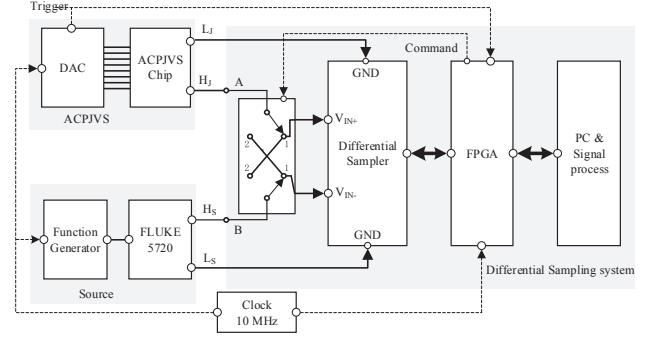 Trigger
L_J
DAC
ACPJVS
Chip
H_J
A
ACPJVS
Command
GND
V_IN+
Differential
Sampler
V_IN-
GND
FPGA
PC &
Signal
process
2
1
2
1
Function
Generator
FLUKE
5720
H_S
B
L_S
Source
Differential Sampling system
Clock
10 MHz